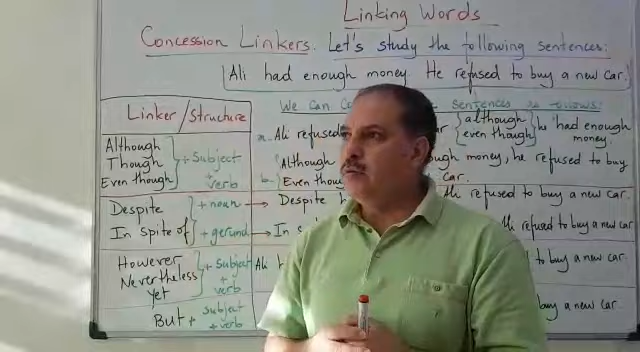 Linking Words
Concession Linkers. Let's study the following sentences:
Ali had enough money. He refused to buy a new car.
Linker / Structure
Although
Though
Even though
+ Subject
+
verb
Despite
+ noun
In spite of
+ gerund
However
Nevertheless
Yet
+ Subject
+
verb
But +
Subject
+ verb
We can sentences as follows:
a. Ali refused
although
even though
he had enough
money.
b.
Although money, he refused to buy
Even car.
Despite Ali refused to buy a new car.
In Ali refused to buy a new car.
Ali to buy a new car.
buy a new car.